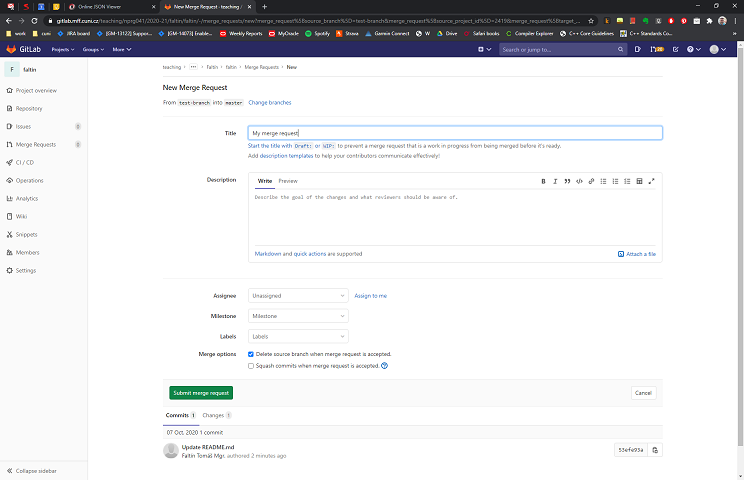 Online JSON Viewer
New Merge Request · teaching /
gitlab.mff.cuni.cz/teaching/nprg041/2020-21/faltin/faltin/-/merge_requests/new?merge_request%5Bsource_branch%5D=test-branch&merge_request%5Bsource_project_id%5D=2419&merge_request%5Btarget_...
work cuni JIRA board [GM-13122] Suppor... [GM-14073] Enable... Weekly Reports MyOracle Spotify Strava Garmin Connect W Drive Safari books Compiler Explorer C++ Core Guidelines C++ Standards Co...
GitLab Projects Groups More Search or jump to...
F faltin
teaching > ... > Faltin > faltin > Merge Requests > New
Project overview
Repository
Issues 0
Merge Requests 0
CI / CD
Operations
Analytics
Wiki
Snippets
Members
Settings
Collapse sidebar
New Merge Request
From test-branch into master Change branches
Title My merge request
Start the title with Draft: or WIP: to prevent a merge request that is a work in progress from being merged before it's ready.
Add description templates to help your contributors communicate effectively!
Description Write Preview
Describe the goal of the changes and what reviewers should be aware of.
Markdown and quick actions are supported Attach a file
Assignee Unassigned Assign to me
Milestone Milestone
Labels Labels
Merge options Delete source branch when merge request is accepted.
Squash commits when merge request is accepted.
Submit merge request Cancel
Commits 1 Changes 1
07 Oct, 2020 1 commit
Update README.md
Faltin Tomáš Mgr. authored 2 minutes ago
53efe93a